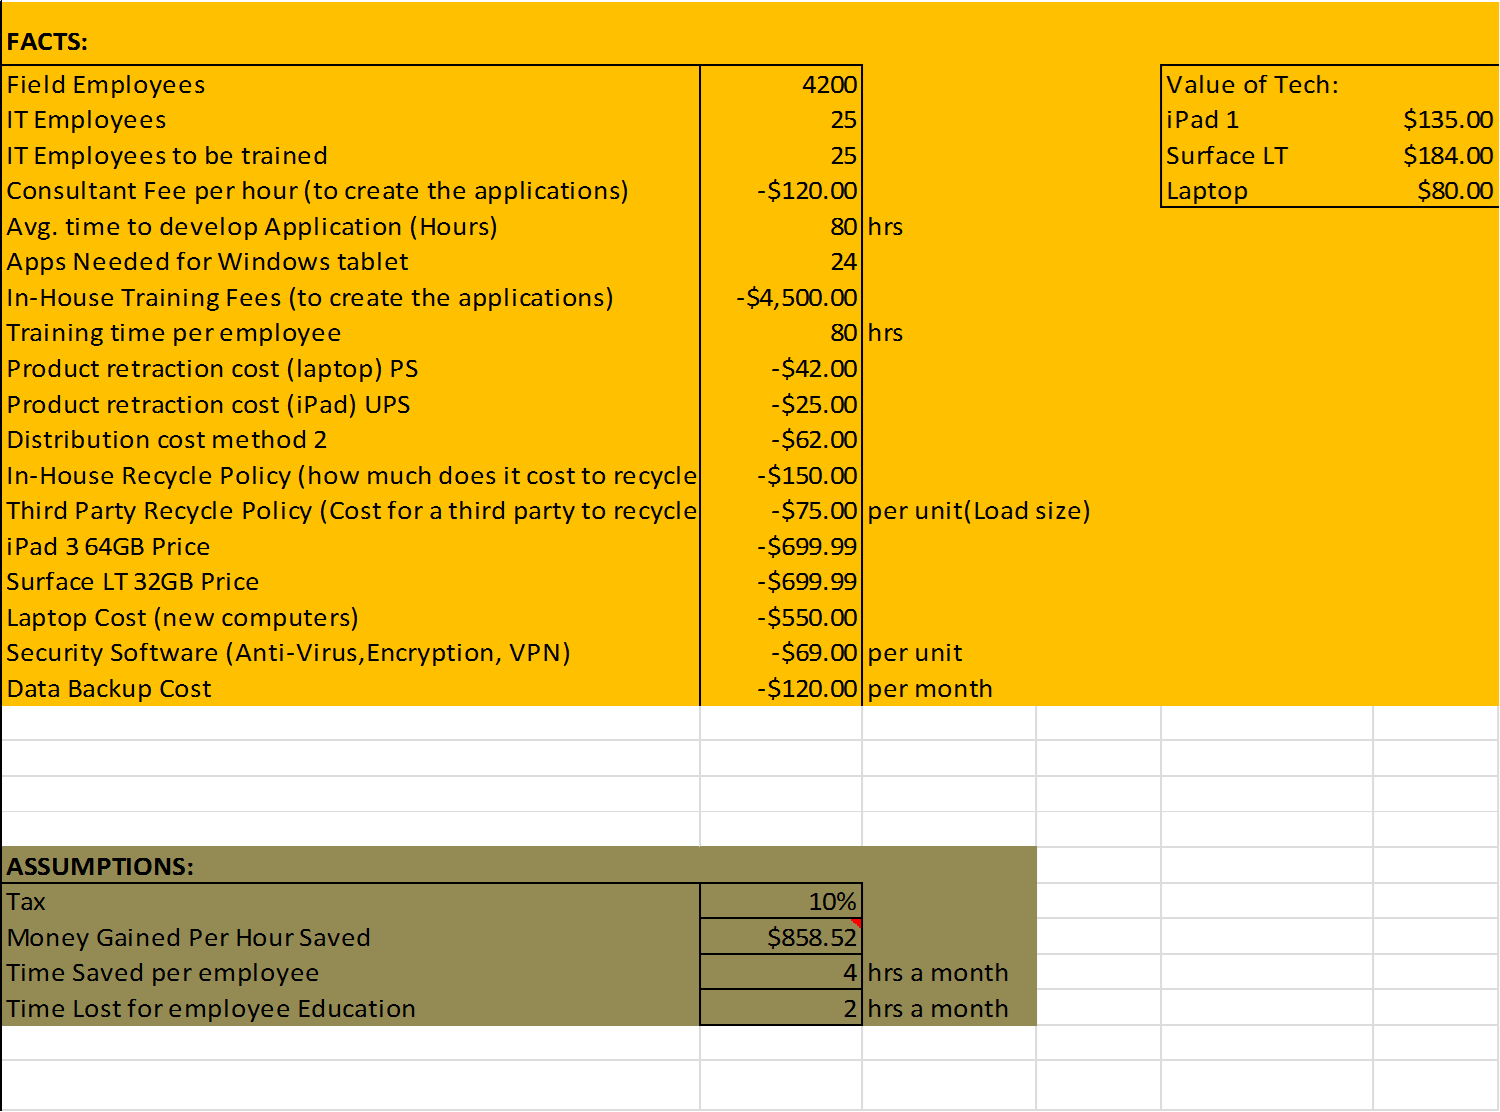 FACTS:
Field Employees 4200
IT Employees 25
IT Employees to be trained 25
Consultant Fee per hour (to create the applications) -$120.00
Avg. time to develop Application (Hours) 80 hrs
Apps Needed for Windows tablet 24
In-House Training Fees (to create the applications) -$4,500.00
Training time per employee 80 hrs
Product retraction cost (laptop) PS -$42.00
Product retraction cost (iPad) UPS -$25.00
Distribution cost method 2 -$62.00
In-House Recycle Policy (how much does it cost to recycle -$150.00
Third Party Recycle Policy (Cost for a third party to recycle -$75.00 per unit(Load size)
iPad 3 64GB Price -$699.99
Surface LT 32GB Price -$699.99
Laptop Cost (new computers) -$550.00
Security Software (Anti-Virus,Encryption, VPN) -$69.00 per unit
Data Backup Cost -$120.00 per month
Value of Tech:
iPad 1 $135.00
Surface LT $184.00
Laptop $80.00
ASSUMPTIONS:
Tax 10%
Money Gained Per Hour Saved $858.52
Time Saved per employee 4 hrs a month
Time Lost for employee Education 2 hrs a month